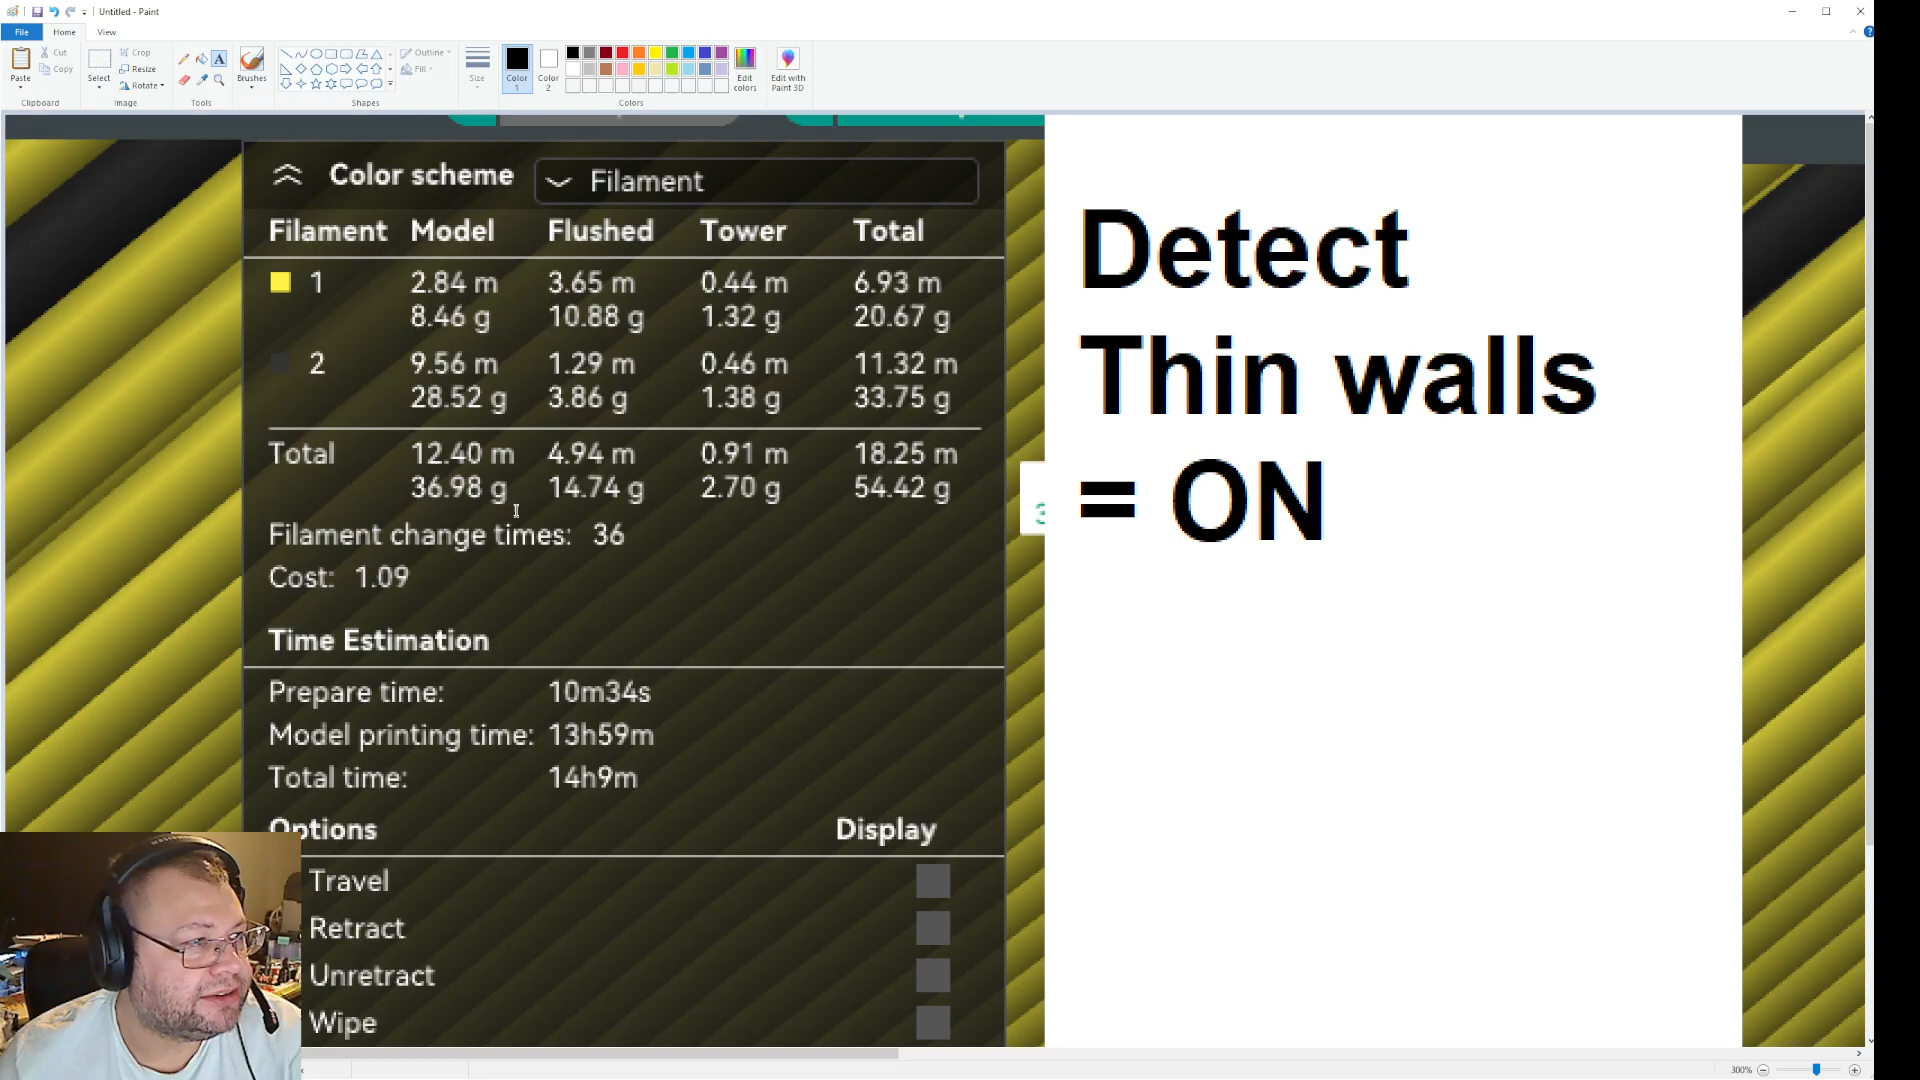 Untitled - Paint
File Home View
Paste
Cut
Copy
Clipboard
Select
Crop
Resize
Rotate
Image
A
Tools
Brushes
Outline
Fill
Shapes
Size
Color 1
Color 2
Edit colors
Colors
Edit with Paint 3D
Color scheme Filament
Filament Model Flushed Tower Total
1 2.84 m 3.65 m 0.44 m 6.93 m
8.46 g 10.88 g 1.32 g 20.67 g
2 9.56 m 1.29 m 0.46 m 11.32 m
28.52 g 3.86 g 1.38 g 33.75 g
Total 12.40 m 4.94 m 0.91 m 18.25 m
36.98 g 14.74 g 2.70 g 54.42 g
Filament change times: 36
Cost: 1.09
Time Estimation
Prepare time: 10m34s
Model printing time: 13h59m
Total time: 14h9m
Options Display
Travel
Retract
Unretract
Wipe
Detect
Thin walls
= ON
300%